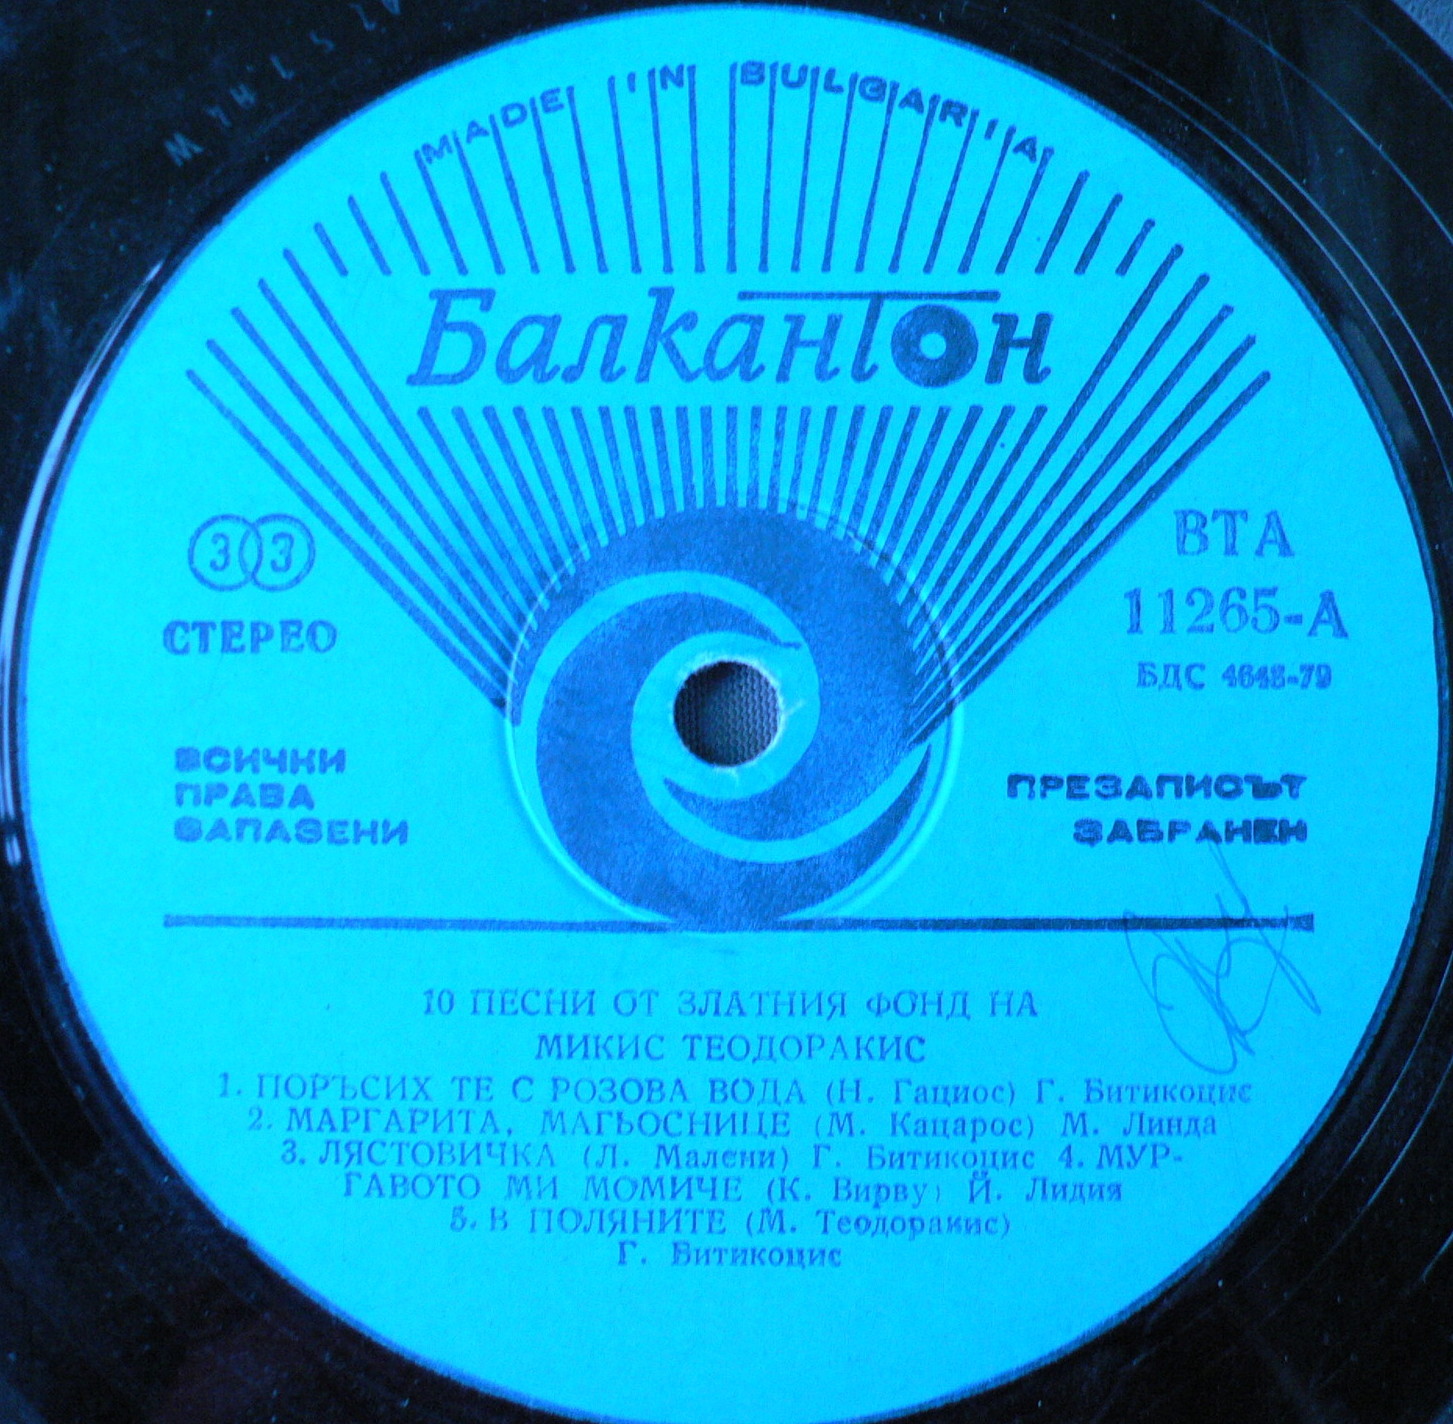 MADE IN BULGARIA
Балкантон
33
СТЕРЕО
ВТА
11265-А
БДС 4648-79
ВСИЧКИ
ПРАВА
ЗАПАЗЕНИ
ПРЕЗАПИСЪТ
ЗАБРАНЕН
10 ПЕСНИ ОТ ЗЛАТНИЯ ФОНД НА
МИКИС ТЕОДОРАКИС
1. ПОРЪСИХ ТЕ С РОЗОВА ВОДА (Н. Гациос) Г. Битикоцис
2. МАРГАРИТА, МАГЬОСНИЦЕ (М. Кацарос) М. Линда
3. ЛЯСТОВИЧКА (Л. Малени) Г. Битикоцис 4. МУР-
ГАВОТО МИ МОМИЧЕ (К. Вирву) Й. Лидия
5. В ПОЛЯНИТЕ (М. Теодоракис)
Г. Битикоцис